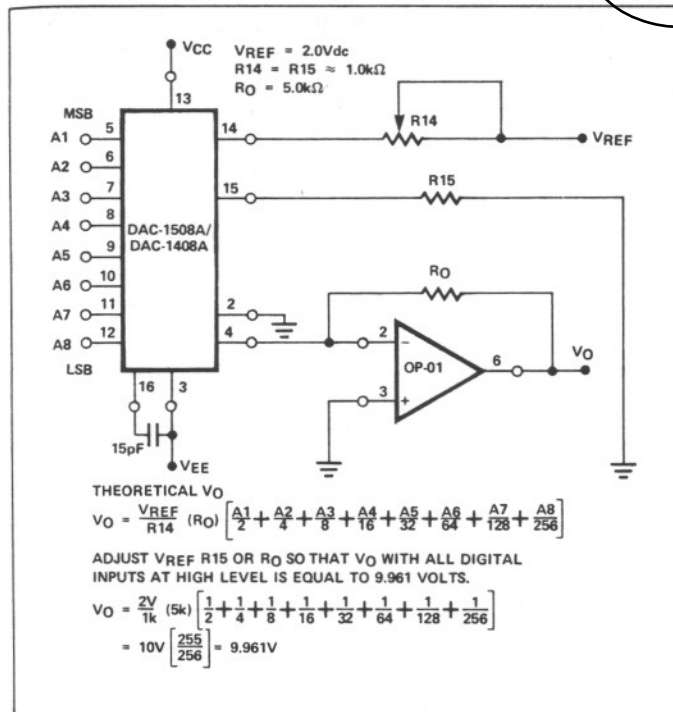 VCC
VREF = 2.0Vdc
R14 = R15 ≈ 1.0kΩ
RO = 5.0kΩ
13
MSB
A1 5
A2 6
A3 7
A4 8
A5 9
A6 10
A7 11
A8 12
LSB
DAC-1508A/
DAC-1408A
14
R14
VREF
15
R15
2
4
RO
2
−
OP-01
6
VO
3
+
16
3
15pF
VEE
THEORETICAL VO
VO = VREF/R14 (RO) [A1/2 + A2/4 + A3/8 + A4/16 + A5/32 + A6/64 + A7/128 + A8/256]
ADJUST VREF R15 OR RO SO THAT VO WITH ALL DIGITAL
INPUTS AT HIGH LEVEL IS EQUAL TO 9.961 VOLTS.
VO = 2V/1k (5k) [1/2 + 1/4 + 1/8 + 1/16 + 1/32 + 1/64 + 1/128 + 1/256]
= 10V [255/256] = 9.961V